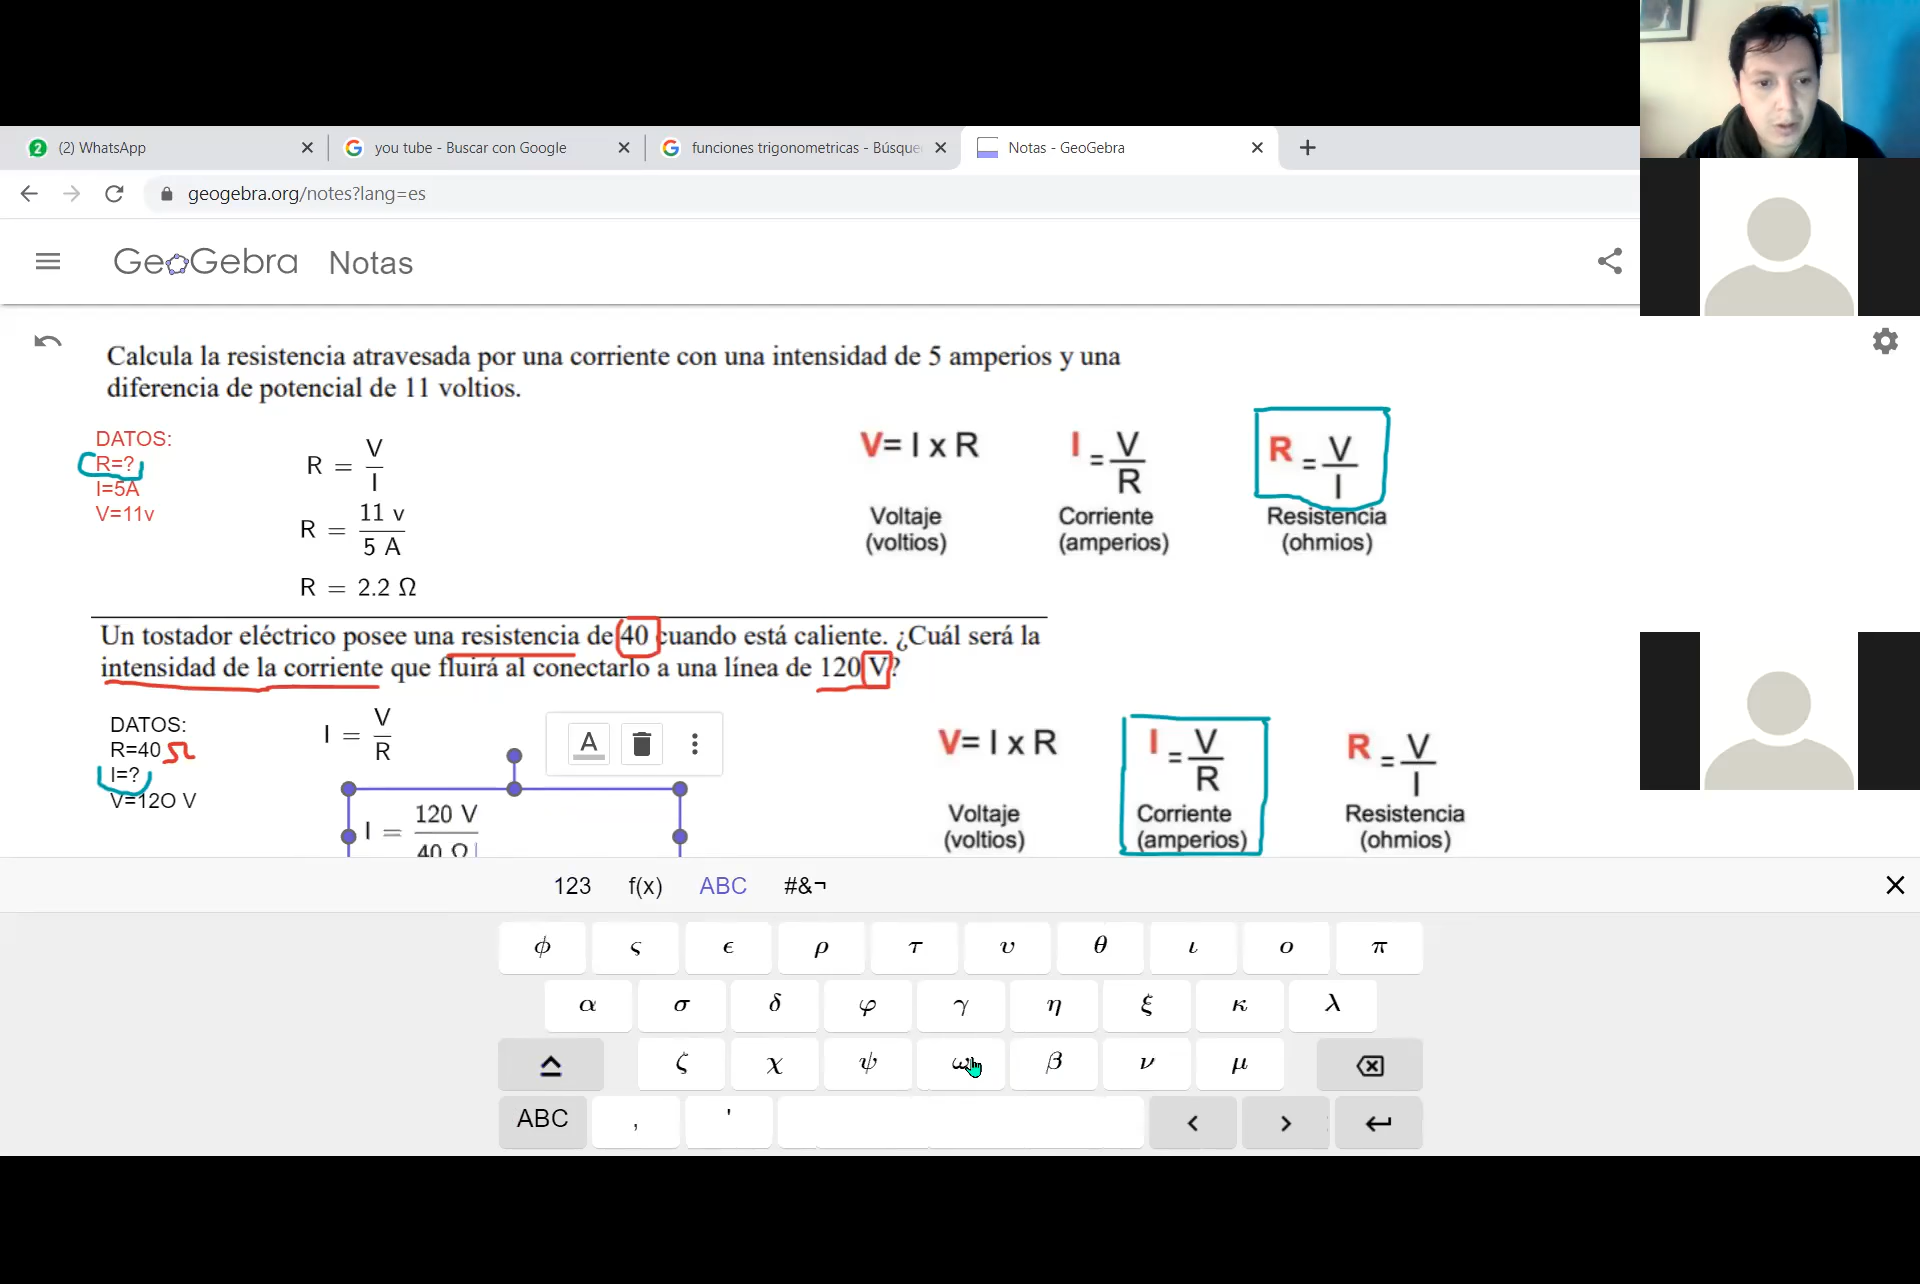 2 (2) WhatsApp
you tube - Buscar con Google
funciones trigonometricas - Búsque
Notas - GeoGebra
geogebra.org/notes?lang=es
GeoGebra Notas
Calcula la resistencia atravesada por una corriente con una intensidad de 5 amperios y una
diferencia de potencial de 11 voltios.
DATOS:
R=?
I=5A
V=11v
R = V/I
R = 11 v/5 A
R = 2.2 Ω
V= I x R
Voltaje
(voltios)
I = V/R
Corriente
(amperios)
R = V/I
Resistencia
(ohmios)
Un tostador eléctrico posee una resistencia de 40 cuando está caliente. ¿Cuál será la
intensidad de la corriente que fluirá al conectarlo a una línea de 120 V?
DATOS:
R=40 Ω
I=?
V=12O V
I = V/R
I = 120 V/40 Ω
A
V= I x R
Voltaje
(voltios)
I = V/R
Corriente
(amperios)
R = V/I
Resistencia
(ohmios)
123 f(x) ABC #&¬
ϕ ς ϵ ρ τ υ θ ι ο π
α σ δ φ γ η ξ κ λ
ζ χ ψ ω β ν μ
ABC , ' < >